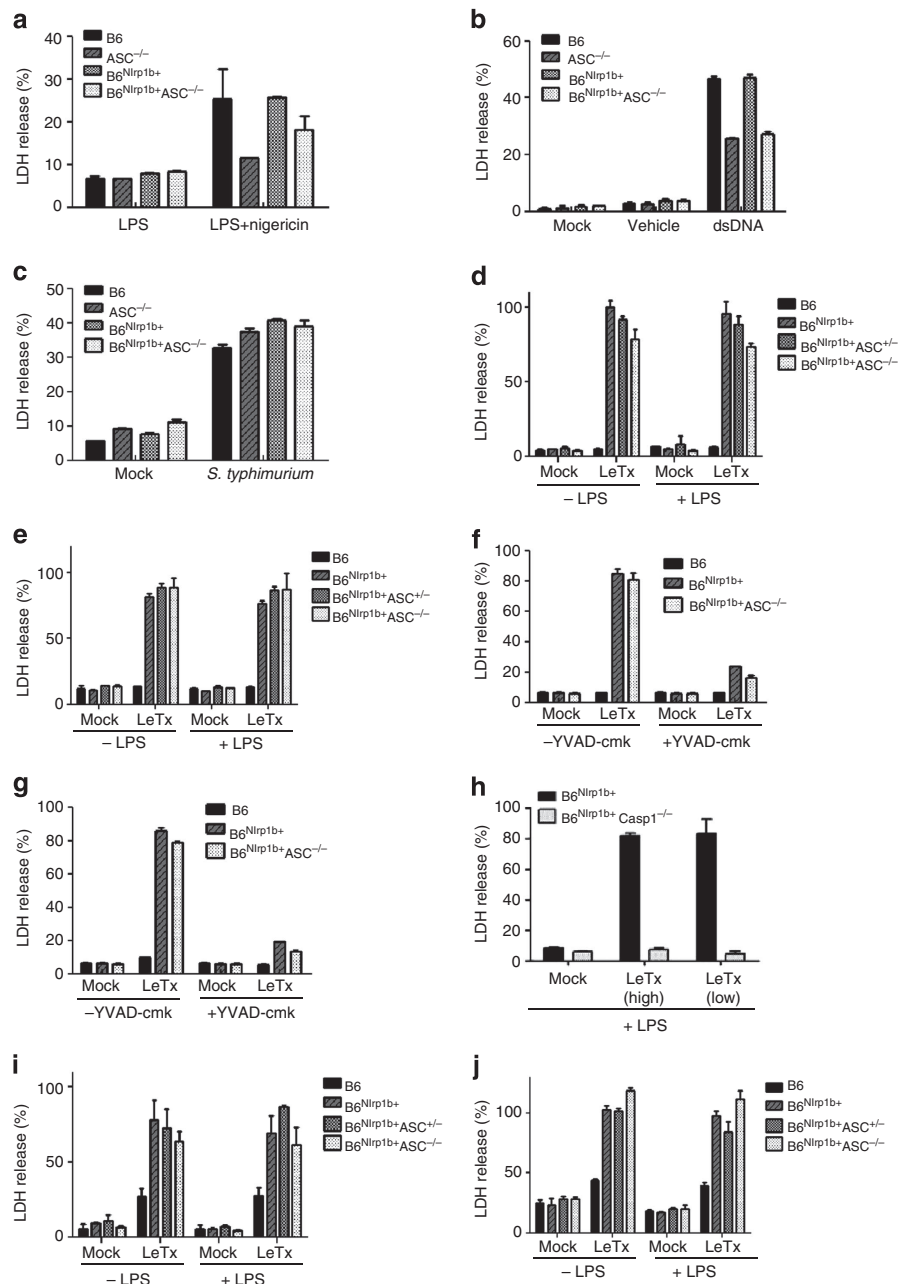 a
B6
ASC–/–
B6Nlrp1b+
B6Nlrp1b+ASC–/–
LDH release (%)
40
30
20
10
0
LPS
LPS+nigericin
b
B6
ASC–/–
B6Nlrp1b+
B6Nlrp1b+ASC–/–
LDH release (%)
60
40
20
0
Mock
Vehicle
dsDNA
c
B6
ASC–/–
B6Nlrp1b+
B6Nlrp1b+ASC–/–
LDH release (%)
50
40
30
20
10
0
Mock
S. typhimurium
d
B6
B6Nlrp1b+
B6Nlrp1b+ASC+/–
B6Nlrp1b+ASC–/–
LDH release (%)
100
50
0
Mock LeTx Mock LeTx
– LPS + LPS
e
B6
B6Nlrp1b+
B6Nlrp1b+ASC+/–
B6Nlrp1b+ASC–/–
LDH release (%)
100
50
0
Mock LeTx Mock LeTx
– LPS + LPS
f
B6
B6Nlrp1b+
B6Nlrp1b+ASC–/–
LDH release (%)
100
80
60
40
20
0
Mock LeTx Mock LeTx
–YVAD-cmk +YVAD-cmk
g
B6
B6Nlrp1b+
B6Nlrp1b+ASC–/–
LDH release (%)
100
80
60
40
20
0
Mock LeTx Mock LeTx
–YVAD-cmk +YVAD-cmk
h
B6Nlrp1b+
B6Nlrp1b+ Casp1–/–
LDH release (%)
100
80
60
40
20
0
Mock LeTx (high) LeTx (low)
+ LPS
i
B6
B6Nlrp1b+
B6Nlrp1b+ASC+/–
B6Nlrp1b+ASC–/–
LDH release (%)
100
50
0
Mock LeTx Mock LeTx
– LPS + LPS
j
B6
B6Nlrp1b+
B6Nlrp1b+ASC+/–
B6Nlrp1b+ASC–/–
LDH release (%)
100
50
0
Mock LeTx Mock LeTx
– LPS + LPS